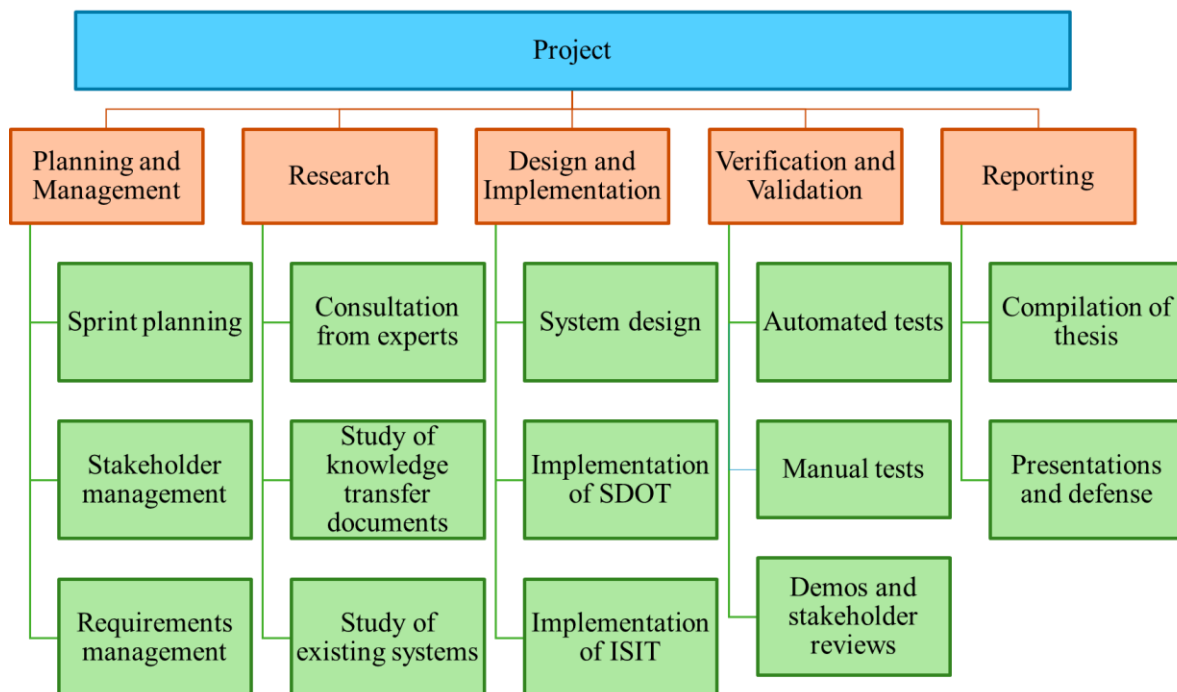 Project
Planning and
Management
Research
Design and
Implementation
Verification and
Validation
Reporting
Sprint planning
Consultation
from experts
System design
Automated tests
Compilation of
thesis
Stakeholder
management
Study of
knowledge
transfer
documents
Implementation
of SDOT
Manual tests
Presentations
and defense
Requirements
management
Study of
existing systems
Implementation
of ISIT
Demos and
stakeholder
reviews